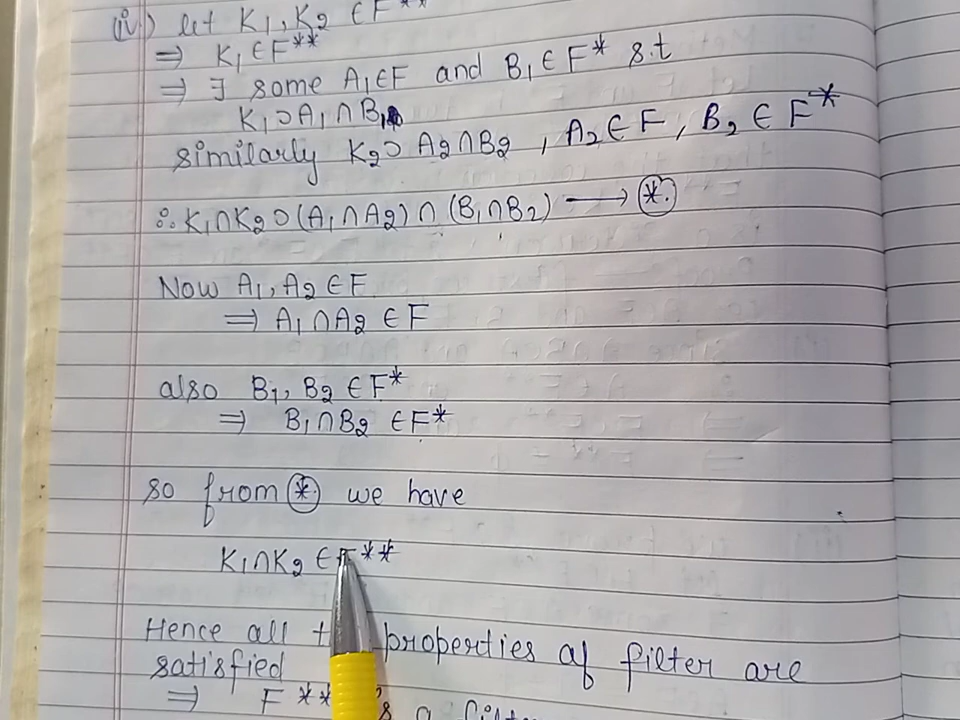 (iv) let K₁, K₂ ∈ F**
⇒ K₁ ∈ F**
⇒ ∃ some A₁∈F and B₁∈F* s.t
K₁⊃A₁∩B₁
similarly K₂⊃ A₂∩B₂ , A₂∈F, B₂∈F*
∴ K₁∩K₂⊃(A₁∩A₂)∩(B₁∩B₂) ⟶ (*.)
Now A₁, A₂ ∈F
⇒ A₁∩A₂ ∈F
also B₁, B₂ ∈F*
⇒ B₁∩B₂ ∈F*
so from (*.) we have
K₁∩K₂ ∈F**
Hence all properties of filter are
satisfied
⇒ F** a